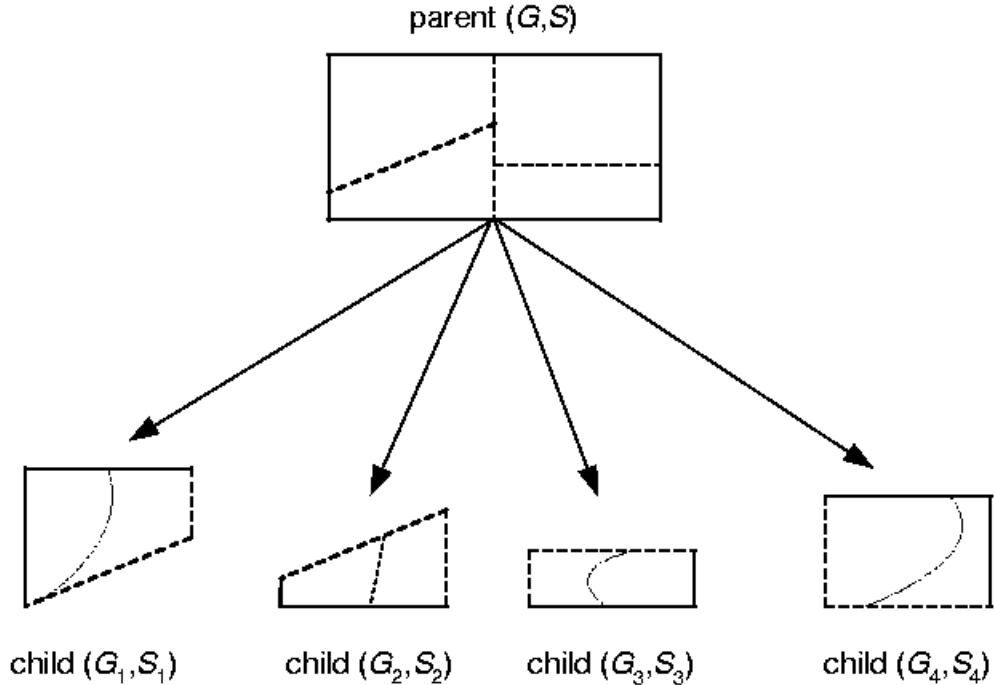 parent (G,S)
child (G₁,S₁) child (G₂,S₂) child (G₃,S₃) child (G₄,S₄)